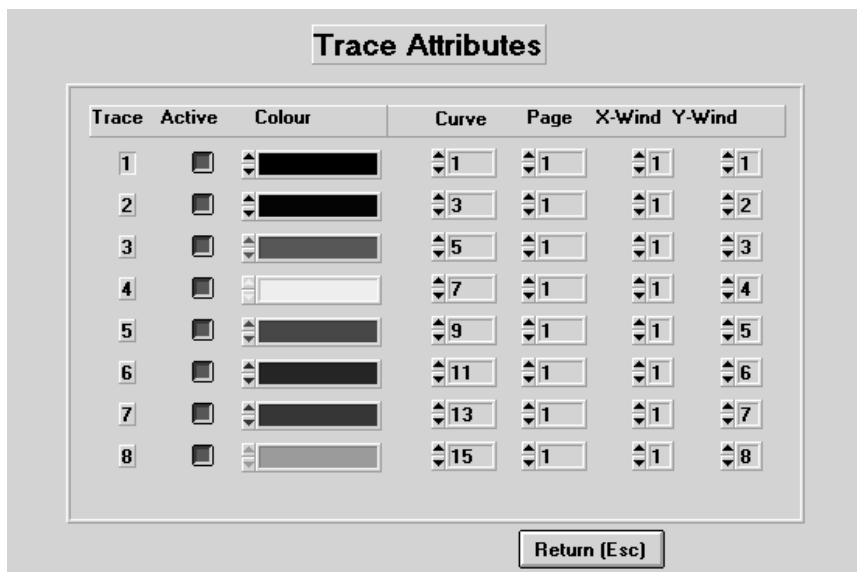 Trace Attributes
Trace Active Colour Curve Page X-Wind Y-Wind
1 1 1 1 1
2 3 1 1 2
3 5 1 1 3
4 7 1 1 4
5 9 1 1 5
6 11 1 1 6
7 13 1 1 7
8 15 1 1 8
Return (Esc)